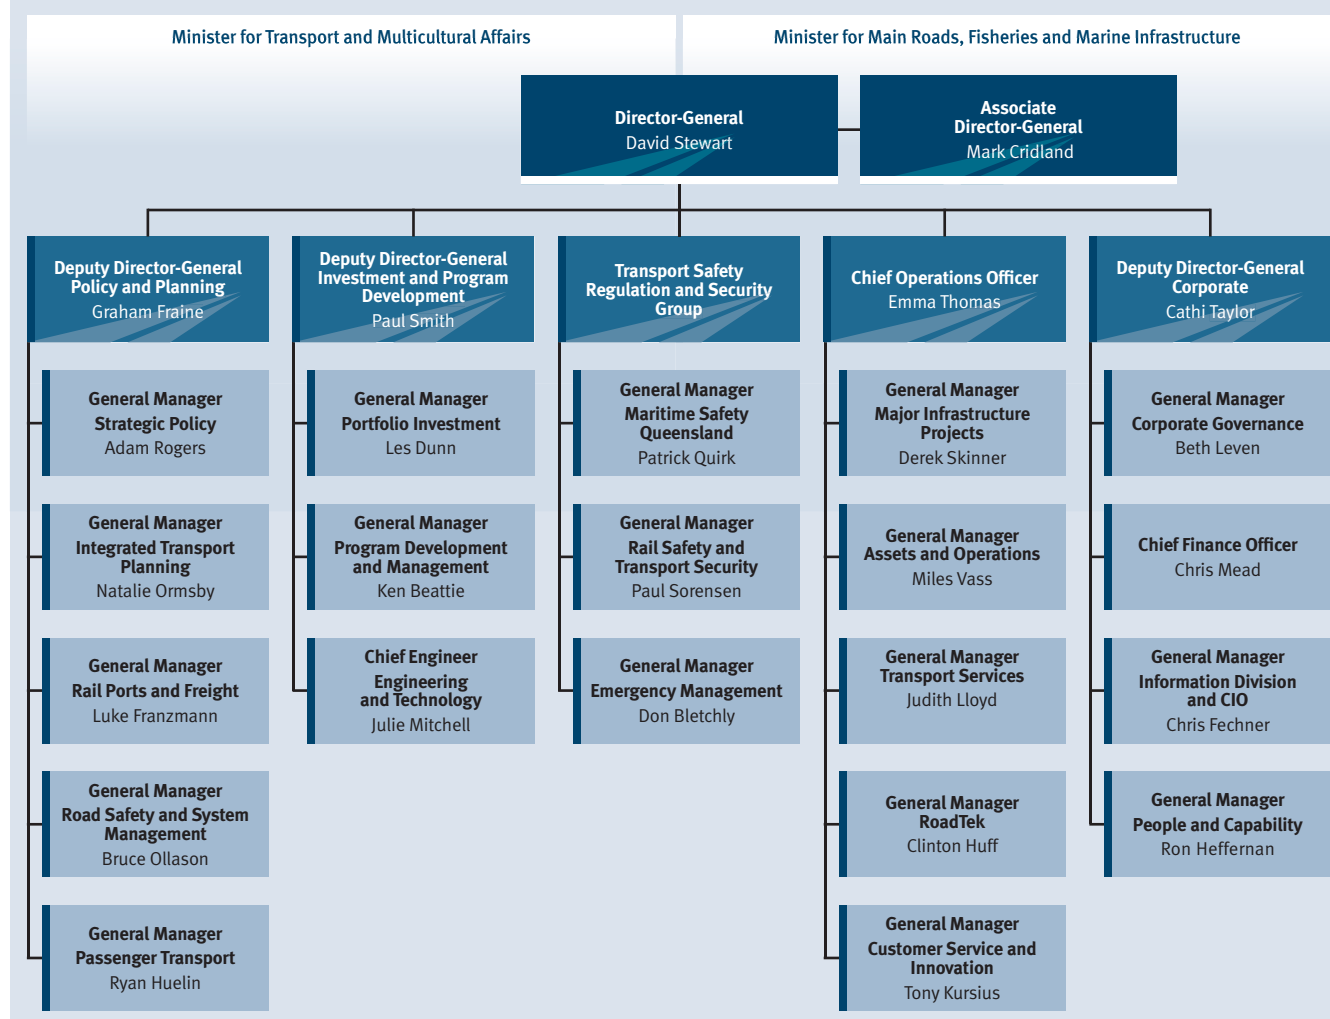 Minister for Transport and Multicultural Affairs
Minister for Main Roads, Fisheries and Marine Infrastructure
Director-General
David Stewart
Associate
Director-General
Mark Cridland
Deputy Director-General
Policy and Planning
Graham Fraine
Deputy Director-General
Investment and Program
Development
Paul Smith
Transport Safety
Regulation and Security
Group
Chief Operations Officer
Emma Thomas
Deputy Director-General
Corporate
Cathi Taylor
General Manager
Strategic Policy
Adam Rogers
General Manager
Portfolio Investment
Les Dunn
General Manager
Maritime Safety
Queensland
Patrick Quirk
General Manager
Major Infrastructure
Projects
Derek Skinner
General Manager
Corporate Governance
Beth Leven
General Manager
Integrated Transport
Planning
Natalie Ormsby
General Manager
Program Development
and Management
Ken Beattie
General Manager
Rail Safety and
Transport Security
Paul Sorensen
General Manager
Assets and Operations
Miles Vass
Chief Finance Officer
Chris Mead
General Manager
Rail Ports and Freight
Luke Franzmann
Chief Engineer
Engineering
and Technology
Julie Mitchell
General Manager
Emergency Management
Don Bletchly
General Manager
Transport Services
Judith Lloyd
General Manager
Information Division
and CIO
Chris Fechner
General Manager
Road Safety and System
Management
Bruce Ollason
General Manager
RoadTek
Clinton Huff
General Manager
People and Capability
Ron Heffernan
General Manager
Passenger Transport
Ryan Huelin
General Manager
Customer Service and
Innovation
Tony Kursius